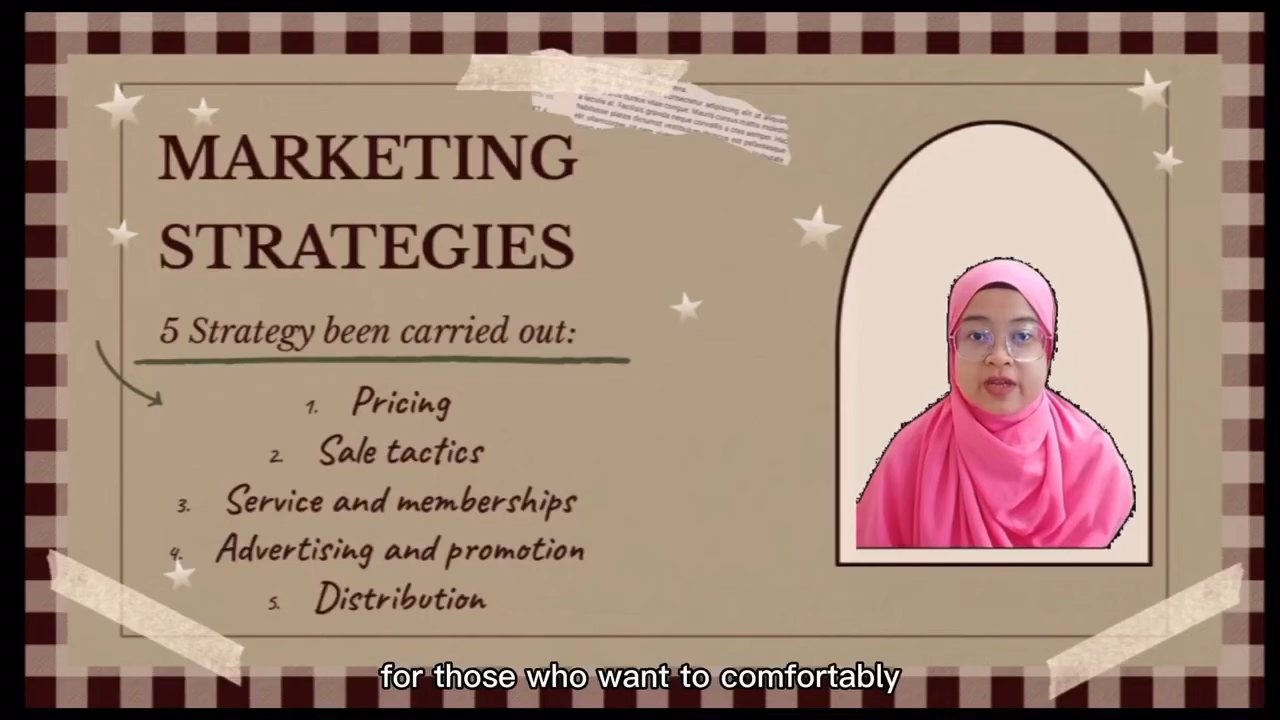 MARKETING
STRATEGIES
5 Strategy been carried out:
1. Pricing
2. Sale tactics
3. Service and memberships
4. Advertising and promotion
5. Distribution
for those who want to comfortably